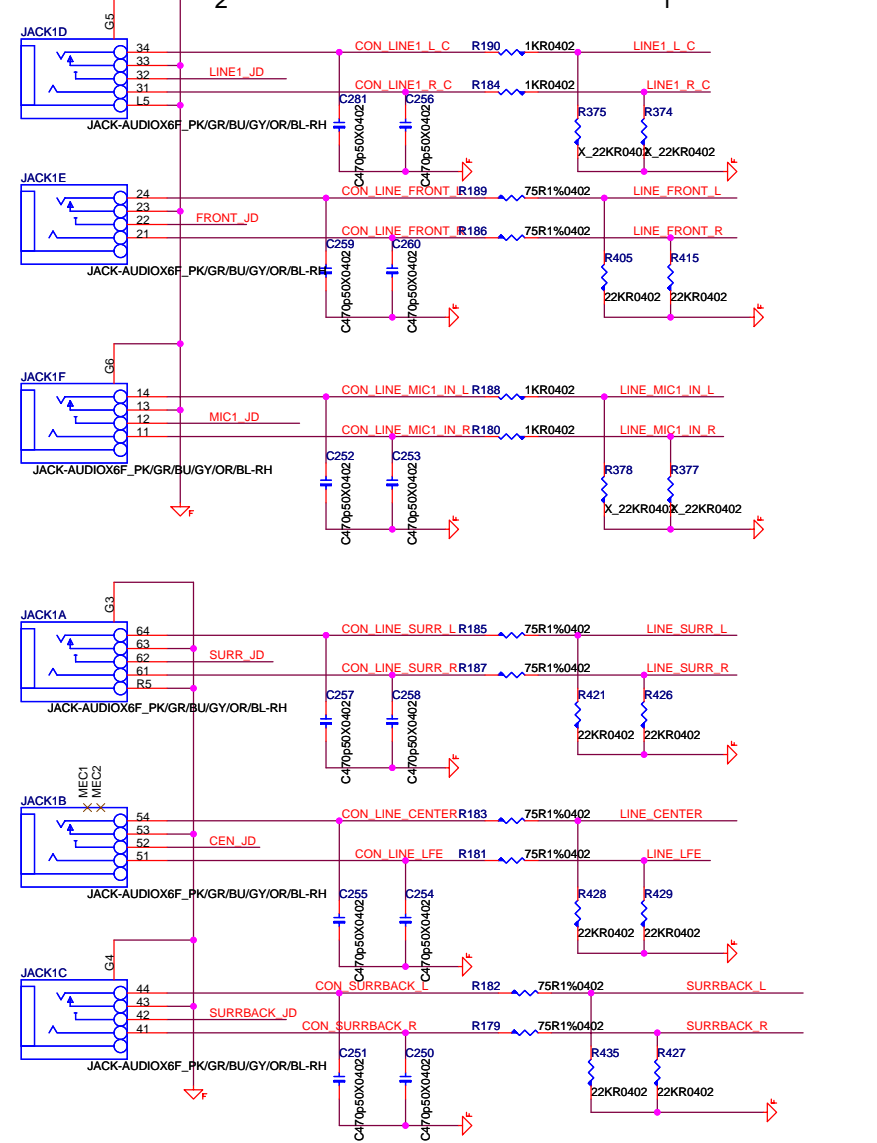 2 1
G5
JACK1D
34 CON_LINE1_L_C R190 1KR0402 LINE1_L_C
33
32 LINE1_JD
31 CON_LINE1_R_C R184 1KR0402 LINE1_R_C
L5
C281 C256
C470p50X0402 C470p50X0402
R375 R374
X_22KR0402 X_22KR0402
F F
JACK-AUDIOX6F_PK/GR/BU/GY/OR/BL-RH
JACK1E
24 CON_LINE_FRONT_L R189 75R1%0402 LINE_FRONT_L
23
22 FRONT_JD
21 CON_LINE_FRONT_R R186 75R1%0402 LINE_FRONT_R
C259 C260
C470p50X0402 C470p50X0402
R405 R415
22KR0402 22KR0402
F F
JACK-AUDIOX6F_PK/GR/BU/GY/OR/BL-RH
G6
JACK1F
14 CON_LINE_MIC1_IN_L R188 1KR0402 LINE_MIC1_IN_L
13
12 MIC1_JD
11 CON_LINE_MIC1_IN_R R180 1KR0402 LINE_MIC1_IN_R
C252 C253
C470p50X0402 C470p50X0402
R378 R377
X_22KR0402 X_22KR0402
F F
JACK-AUDIOX6F_PK/GR/BU/GY/OR/BL-RH
F
G3
JACK1A
64 CON_LINE_SURR_L R185 75R1%0402 LINE_SURR_L
63
62 SURR_JD
61 CON_LINE_SURR_R R187 75R1%0402 LINE_SURR_R
R5
C257 C258
C470p50X0402 C470p50X0402
R421 R426
22KR0402 22KR0402
F F
JACK-AUDIOX6F_PK/GR/BU/GY/OR/BL-RH
MEC1
MEC2
JACK1B
54 CON_LINE_CENTER R183 75R1%0402 LINE_CENTER
53
52 CEN_JD
51 CON_LINE_LFE R181 75R1%0402 LINE_LFE
C255 C254
C470p50X0402 C470p50X0402
R428 R429
22KR0402 22KR0402
F F
JACK-AUDIOX6F_PK/GR/BU/GY/OR/BL-RH
G4
JACK1C
44 CON_SURRBACK_L R182 75R1%0402 SURRBACK_L
43
42 SURRBACK_JD
41 CON_SURRBACK_R R179 75R1%0402 SURRBACK_R
C251 C250
C470p50X0402 C470p50X0402
R435 R427
22KR0402 22KR0402
F F
JACK-AUDIOX6F_PK/GR/BU/GY/OR/BL-RH
F